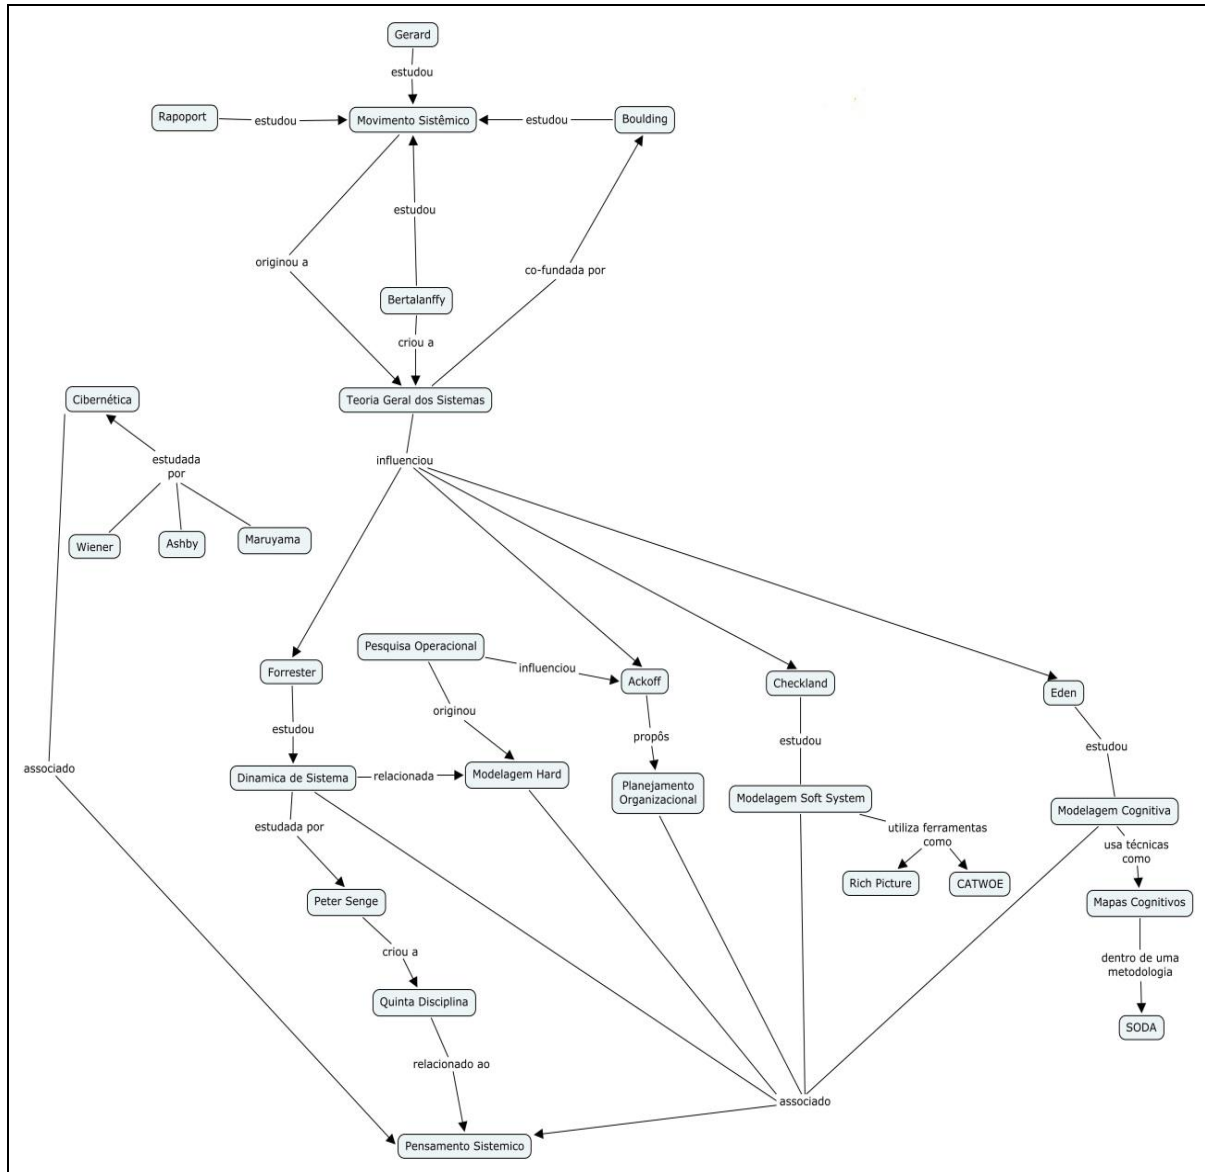 Gerard
estudou
Rapoport
estudou
Movimento Sistêmico
estudou
Boulding
estudou
originou a
co-fundada por
Bertalanffy
criou a
Cibernética
Teoria Geral dos Sistemas
estudada
por
influenciou
Wiener
Ashby
Maruyama
Pesquisa Operacional
influenciou
Forrester
Ackoff
Checkland
Eden
originou
estudou
propôs
estudou
estudou
associado
Dinamica de Sistema
relacionada
Modelagem Hard
Planejamento
Organizacional
Modelagem Soft System
Modelagem Cognitiva
estudada por
utiliza ferramentas
como
usa técnicas
como
Rich Picture
CATWOE
Peter Senge
Mapas Cognitivos
criou a
dentro de uma
metodologia
Quinta Disciplina
SODA
relacionado ao
associado
Pensamento Sistemico